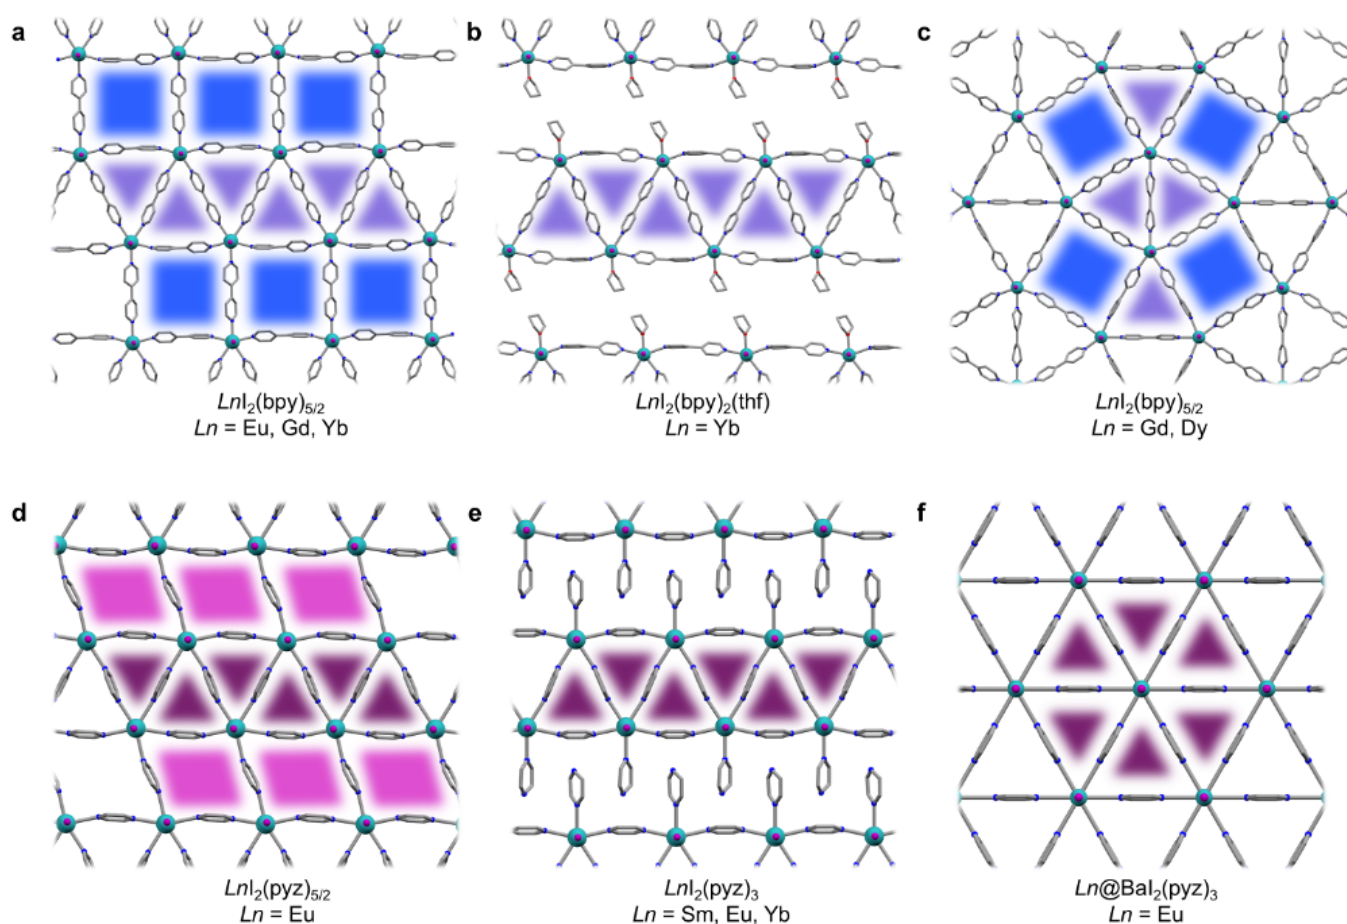 a
b
c
LnI₂(bpy)₅/₂
Ln = Eu, Gd, Yb
LnI₂(bpy)₂(thf)
Ln = Yb
LnI₂(bpy)₅/₂
Ln = Gd, Dy
d
e
f
LnI₂(pyz)₅/₂
Ln = Eu
LnI₂(pyz)₃
Ln = Sm, Eu, Yb
Ln@BaI₂(pyz)₃
Ln = Eu